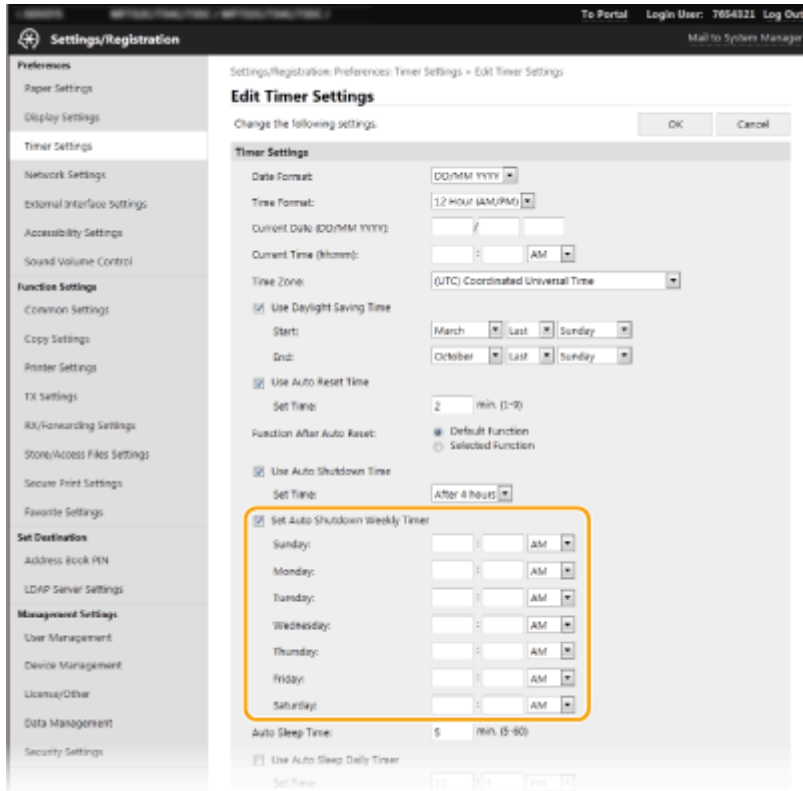 To Portal Login User: 7654321 Log Out
Settings/Registration
Mail to System Manager
Preferences
Paper Settings
Display Settings
Timer Settings
Network Settings
External Interface Settings
Accessibility Settings
Sound Volume Control
Function Settings
Common Settings
Copy Settings
Printer Settings
TX Settings
RX/Forwarding Settings
Store/Access Files Settings
Secure Print Settings
Favorite Settings
Set Destination
Address Book PIN
LDAP Server Settings
Management Settings
User Management
Device Management
License/Other
Data Management
Security Settings
Settings/Registration: Preferences: Timer Settings > Edit Timer Settings
Edit Timer Settings
Change the following settings.
OK Cancel
Timer Settings
Date Format: DD/MM YYYY
Time Format: 12 Hour (AM/PM)
Current Date (DD/MM YYYY): /
Current Time (hh:mm): : AM
Time Zone: (UTC) Coordinated Universal Time
Use Daylight Saving Time
Start: March Last Sunday
End: October Last Sunday
Use Auto Reset Time
Set Time: 2 min. (1-9)
Function After Auto Reset: Default Function
Selected Function
Use Auto Shutdown Time
Set Time: After 4 hours
Set Auto Shutdown Weekly Timer
Sunday: : AM
Monday: : AM
Tuesday: : AM
Wednesday: : AM
Thursday: : AM
Friday: : AM
Saturday: : AM
Auto Sleep Time: 5 min. (5-60)
Use Auto Sleep Daily Timer
Set Time: 12 : PM